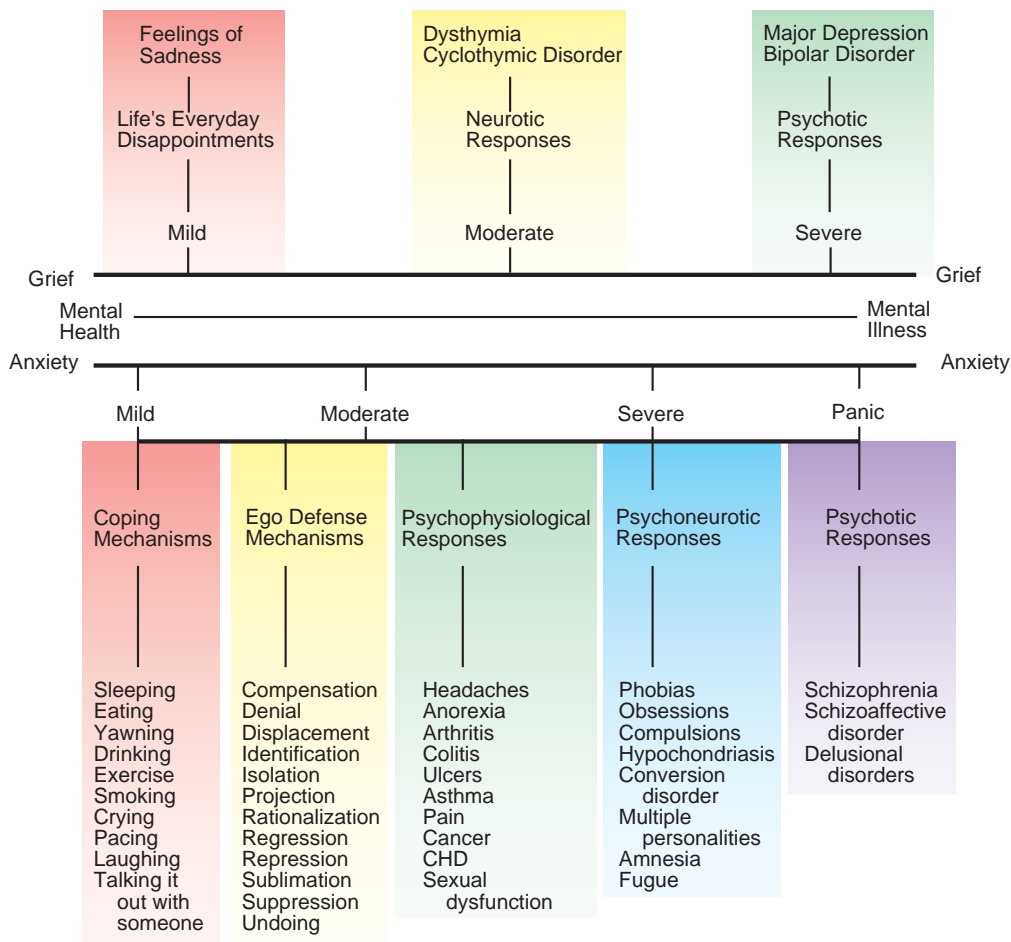 Feelings of
Sadness
Life's Everyday
Disappointments
Mild
Dysthymia
Cyclothymic Disorder
Neurotic
Responses
Moderate
Major Depression
Bipolar Disorder
Psychotic
Responses
Severe
Grief
Grief
Mental
Health
Mental
Illness
Anxiety
Anxiety
Mild
Moderate
Severe
Panic
Coping
Mechanisms
Sleeping
Eating
Yawning
Drinking
Exercise
Smoking
Crying
Pacing
Laughing
Talking it
out with
someone
Ego Defense
Mechanisms
Compensation
Denial
Displacement
Identification
Isolation
Projection
Rationalization
Regression
Repression
Sublimation
Suppression
Undoing
Psychophysiological
Responses
Headaches
Anorexia
Arthritis
Colitis
Ulcers
Asthma
Pain
Cancer
CHD
Sexual
dysfunction
Psychoneurotic
Responses
Phobias
Obsessions
Compulsions
Hypochondriasis
Conversion
disorder
Multiple
personalities
Amnesia
Fugue
Psychotic
Responses
Schizophrenia
Schizoaffective
disorder
Delusional
disorders